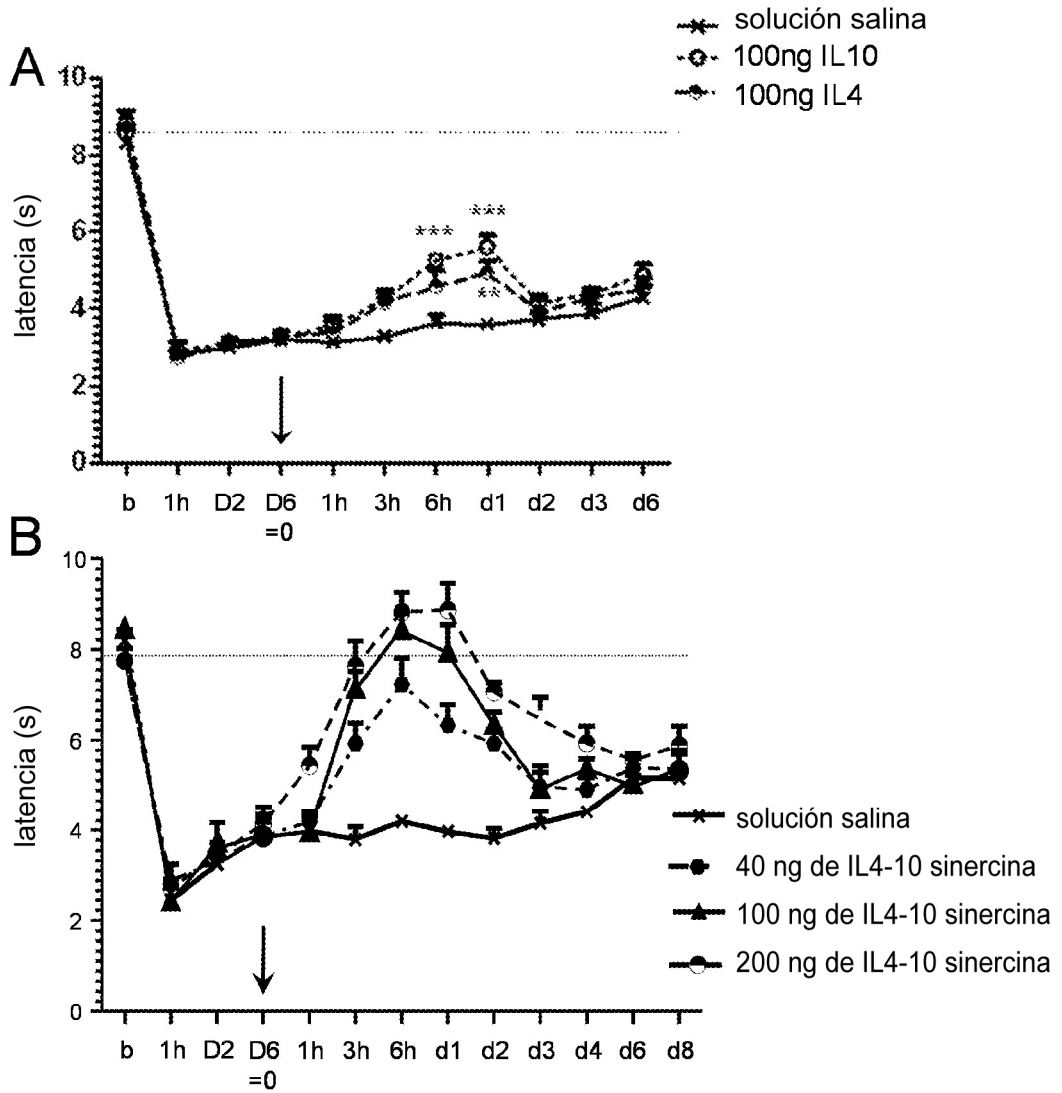 solución salina
100ng IL10
100ng IL4
A
10
8
6
4
2
0
latencia (s)
***
***
**
b 1h D2 D6 1h 3h 6h d1 d2 d3 d6
=0
B
10
8
6
4
2
0
latencia (s)
solución salina
40 ng de IL4-10 sinercina
100 ng de IL4-10 sinercina
200 ng de IL4-10 sinercina
b 1h D2 D6 1h 3h 6h d1 d2 d3 d4 d6 d8
=0